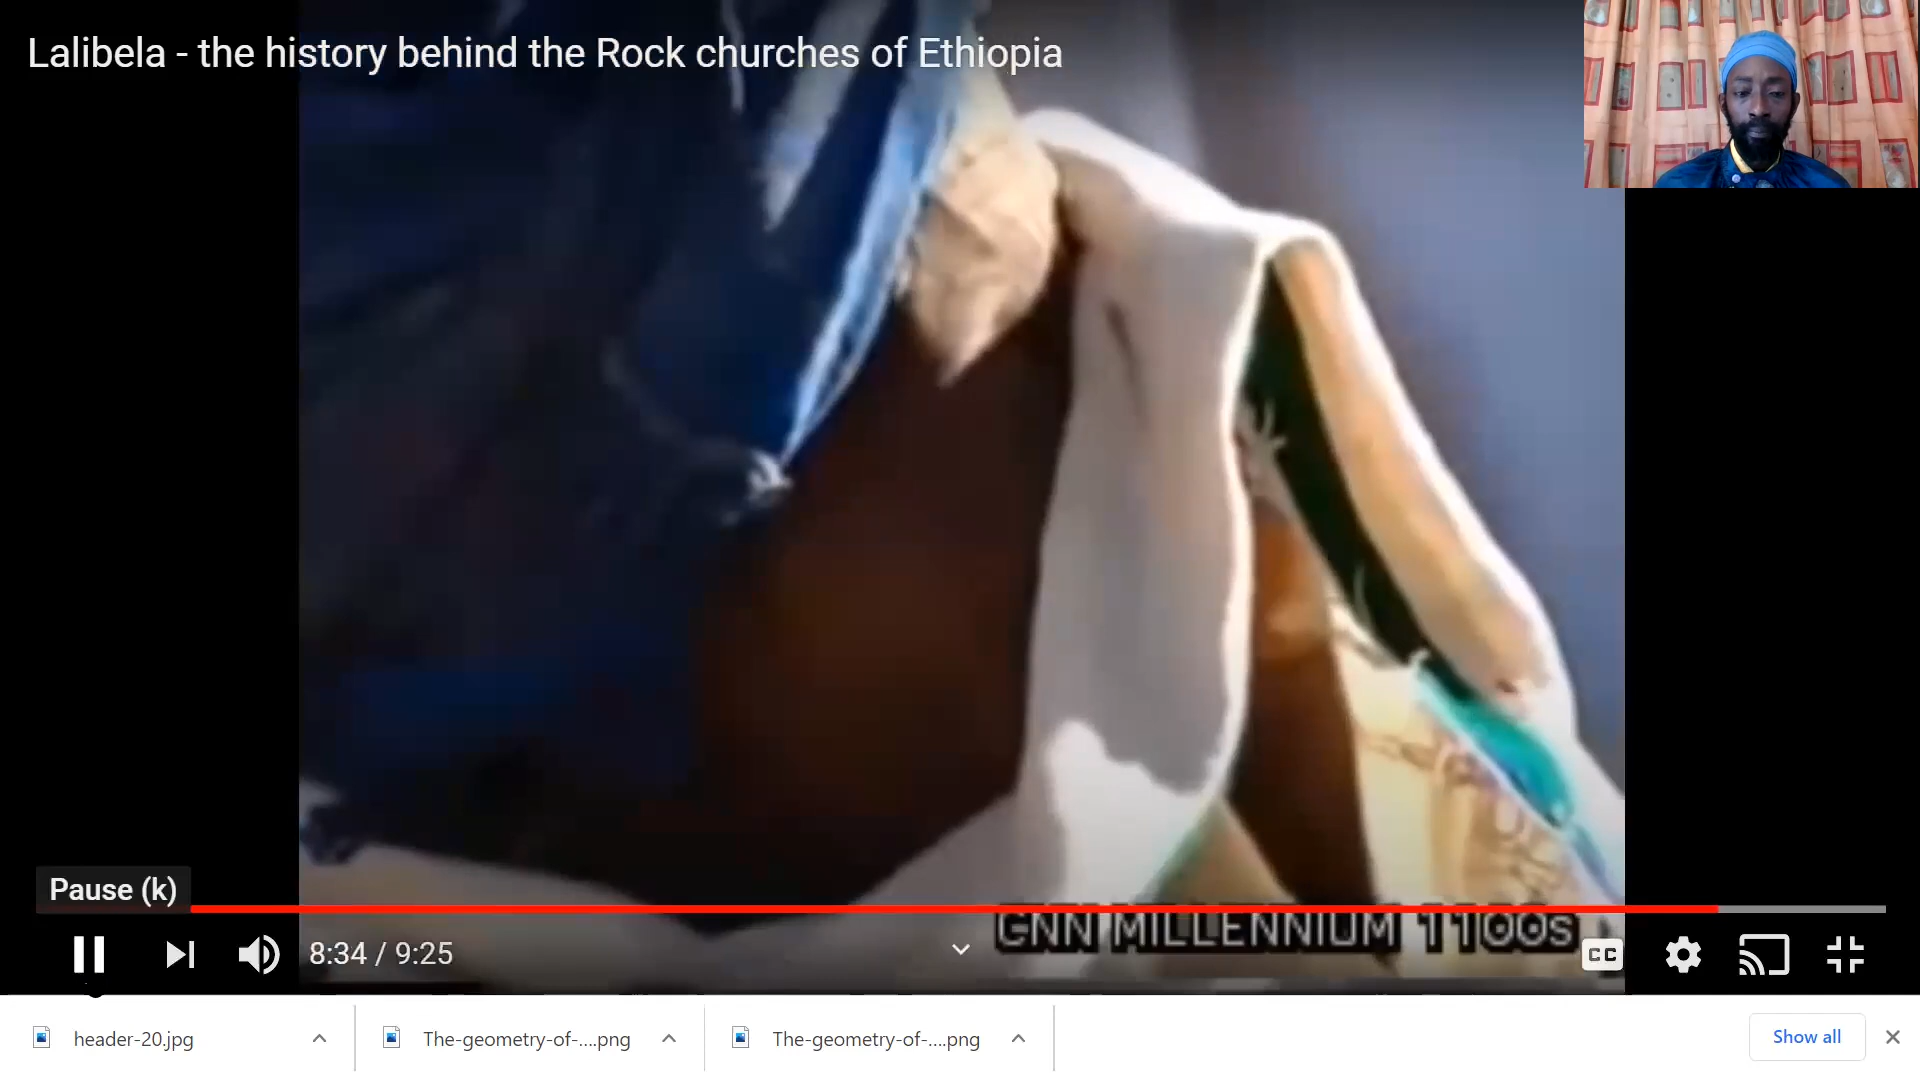 Lalibela - the history behind the Rock churches of Ethiopia
Pause (k)
8:34 / 9:25
CNN MILLENNIUM 1100s
CC
header-20.jpg
The-geometry-of-....png
The-geometry-of-....png
Show all